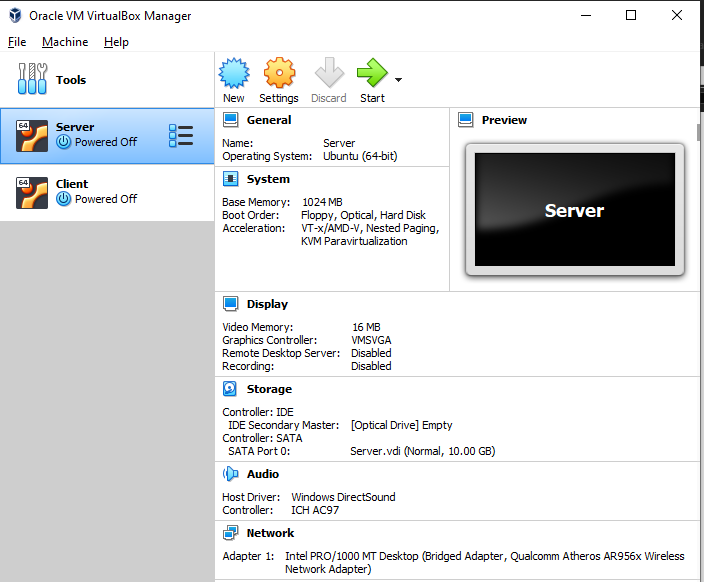 Oracle VM VirtualBox Manager
File Machine Help
Tools
64
Server
Powered Off
64
Client
Powered Off
New Settings Discard Start
General
Name: Server
Operating System: Ubuntu (64-bit)
System
Base Memory: 1024 MB
Boot Order: Floppy, Optical, Hard Disk
Acceleration: VT-x/AMD-V, Nested Paging,
KVM Paravirtualization
Preview
Server
Display
Video Memory: 16 MB
Graphics Controller: VMSVGA
Remote Desktop Server: Disabled
Recording: Disabled
Storage
Controller: IDE
IDE Secondary Master: [Optical Drive] Empty
Controller: SATA
SATA Port 0: Server.vdi (Normal, 10.00 GB)
Audio
Host Driver: Windows DirectSound
Controller: ICH AC97
Network
Adapter 1: Intel PRO/1000 MT Desktop (Bridged Adapter, Qualcomm Atheros AR956x Wireless
Network Adapter)